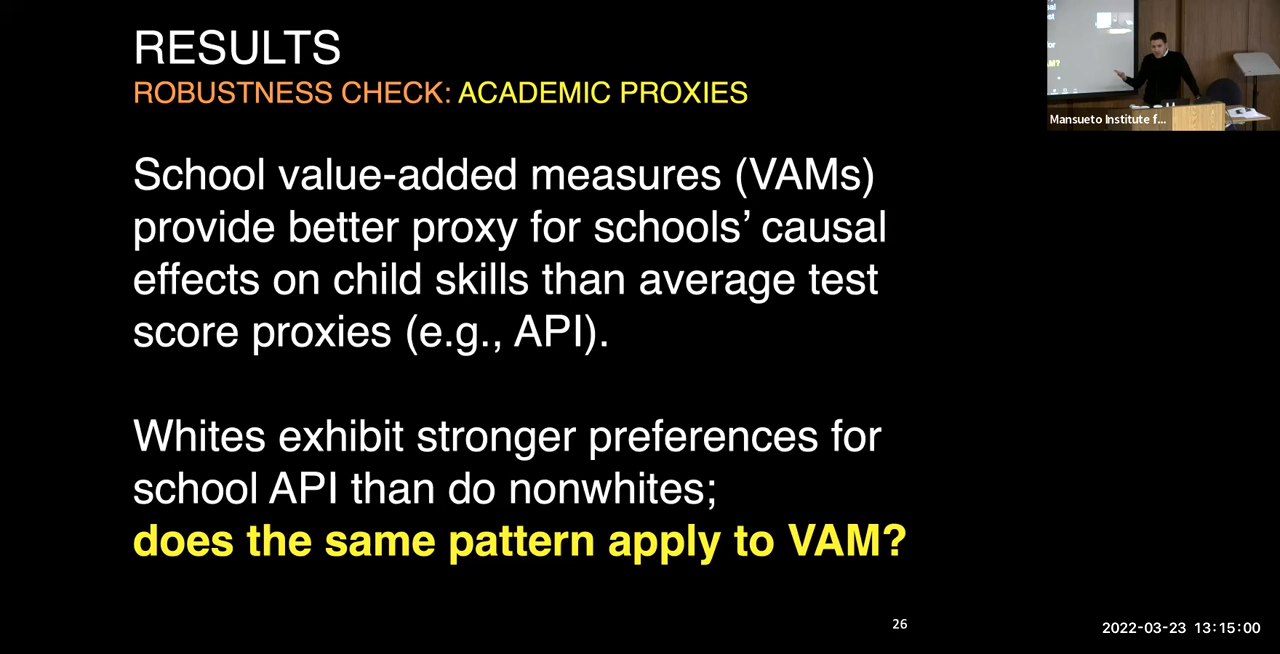 RESULTS
ROBUSTNESS CHECK: ACADEMIC PROXIES
School value-added measures (VAMs)
provide better proxy for schools’ causal
effects on child skills than average test
score proxies (e.g., API).
Whites exhibit stronger preferences for
school API than do nonwhites;
does the same pattern apply to VAM?
26
Mansueto Institute f...
2022-03-23 13:15:00